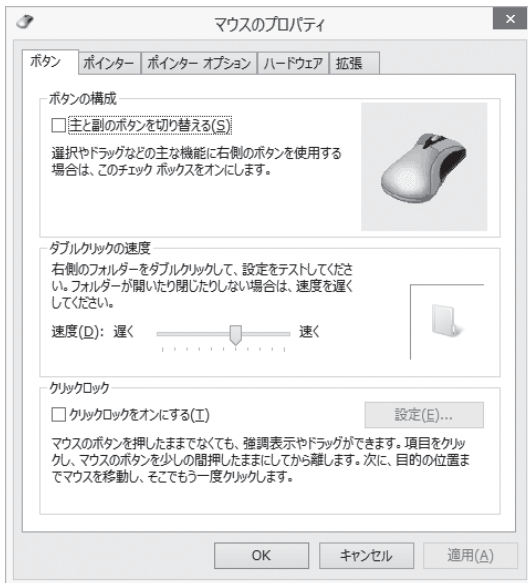 マウスのプロパティ
ボタン ポインター ポインター オプション ハードウェア 拡張
ボタンの構成
主と副のボタンを切り替える(S)
選択やドラッグなどの主な機能に右側のボタンを使用する
場合は、このチェック ボックスをオンにします。
ダブルクリックの速度
右側のフォルダーをダブルクリックして、設定をテストしてくださ
い。フォルダーが開いたり閉じたりしない場合は、速度を遅く
してください。
速度(D): 遅く 速く
クリックロック
クリックロックをオンにする(T) 設定(E)...
マウスのボタンを押したままでなくても、強調表示やドラッグができます。項目をクリッ
クし、マウスのボタンを少しの間押したままにしてから離します。次に、目的の位置ま
でマウスを移動し、そこでもう一度クリックします。
OK キャンセル 適用(A)